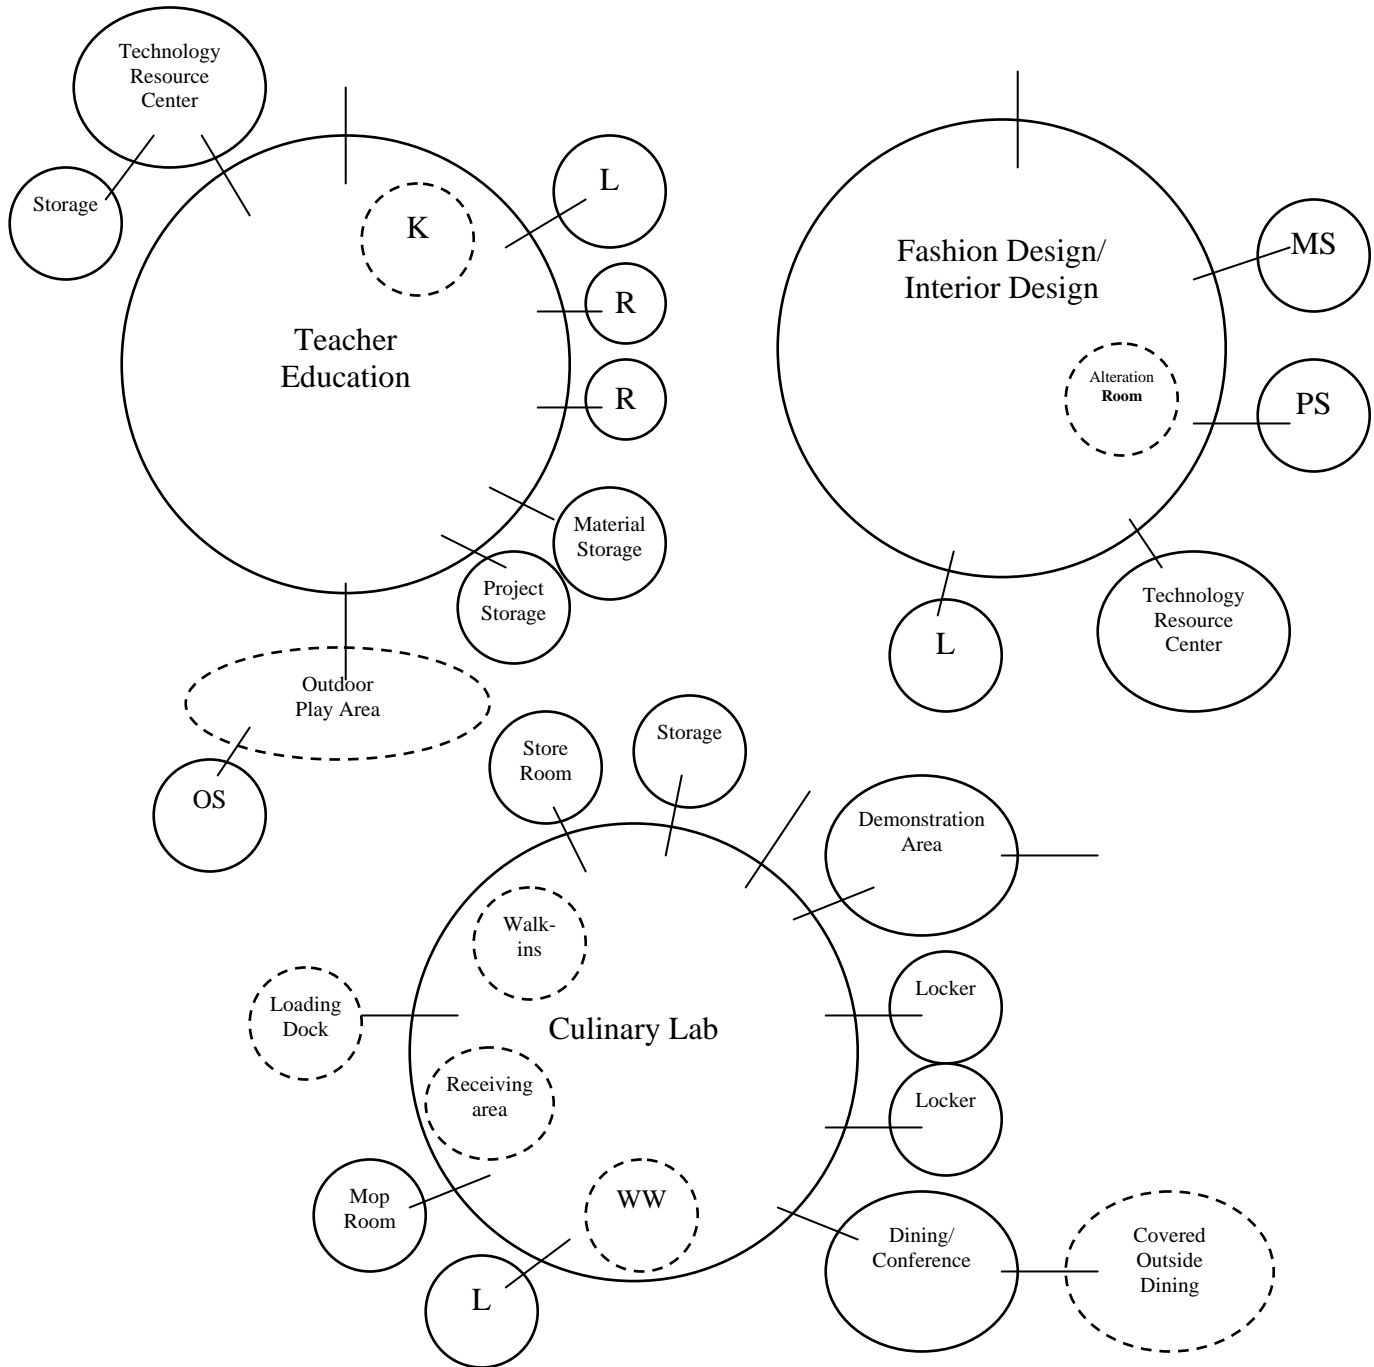 Technology
Resource
Center
Storage
K
L
R
R
Teacher
Education
Material
Storage
Project
Storage
Outdoor
Play Area
OS
Fashion Design/
Interior Design
MS
Alteration
Room
PS
Technology
Resource
Center
L
Store
Room
Storage
Demonstration
Area
Walk-
ins
Loading
Dock
Culinary Lab
Locker
Receiving
area
Locker
Mop
Room
WW
L
Dining/
Conference
Covered
Outside
Dining